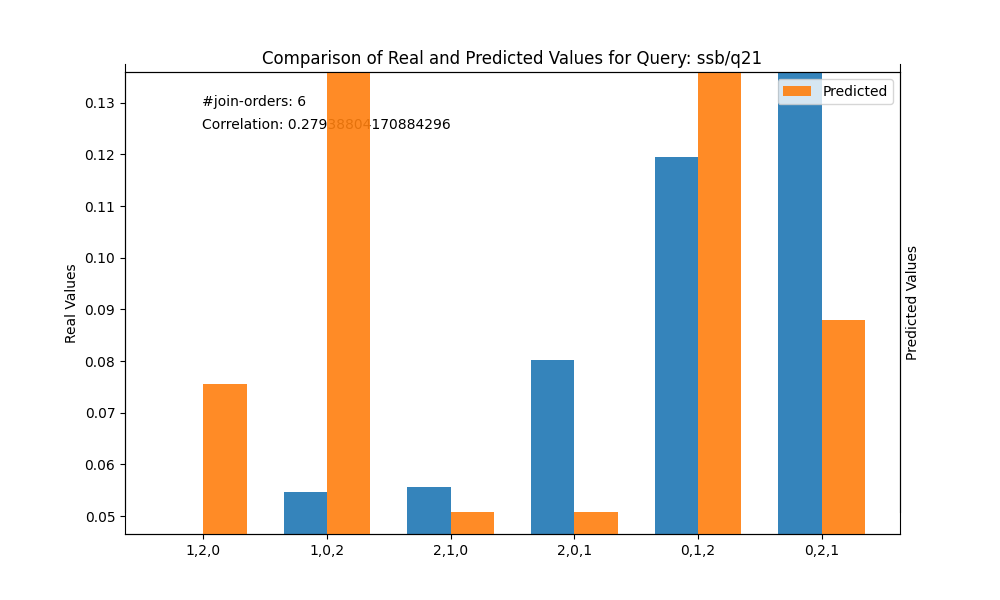 Comparison of Real and Predicted Values for Query: ssb/q21
#join-orders: 6
Correlation: 0.27938804170884296
Predicted
0.13
0.12
0.11
0.10
0.09
0.08
0.07
0.06
0.05
Real Values
Predicted Values
1,2,0
1,0,2
2,1,0
2,0,1
0,1,2
0,2,1